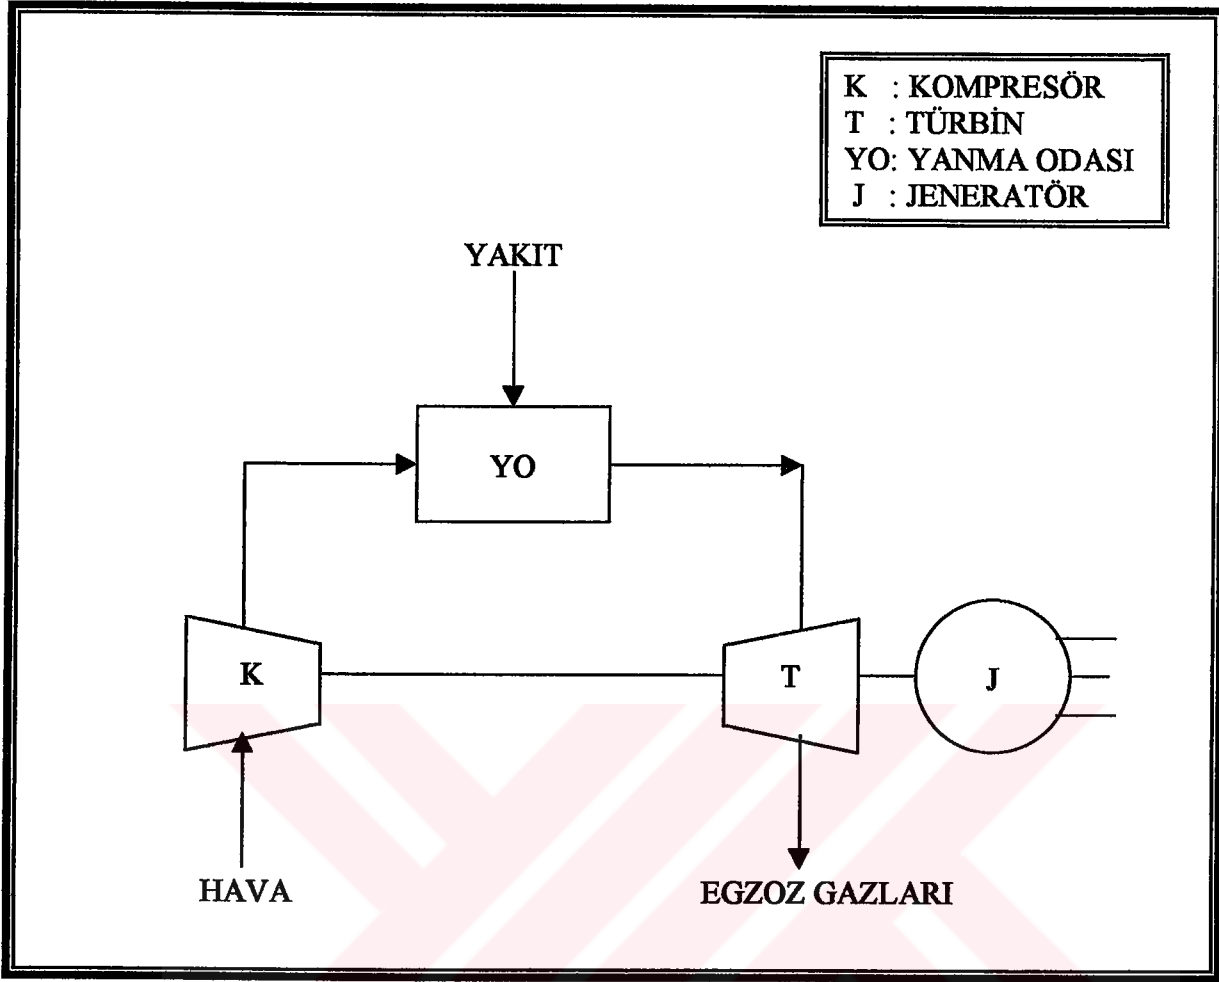 K : KOMPRESÖR
T : TÜRBİN
YO: YANMA ODASI
J : JENERATÖR
YAKIT
YO
K
T
J
HAVA
EGZOZ GAZLARI